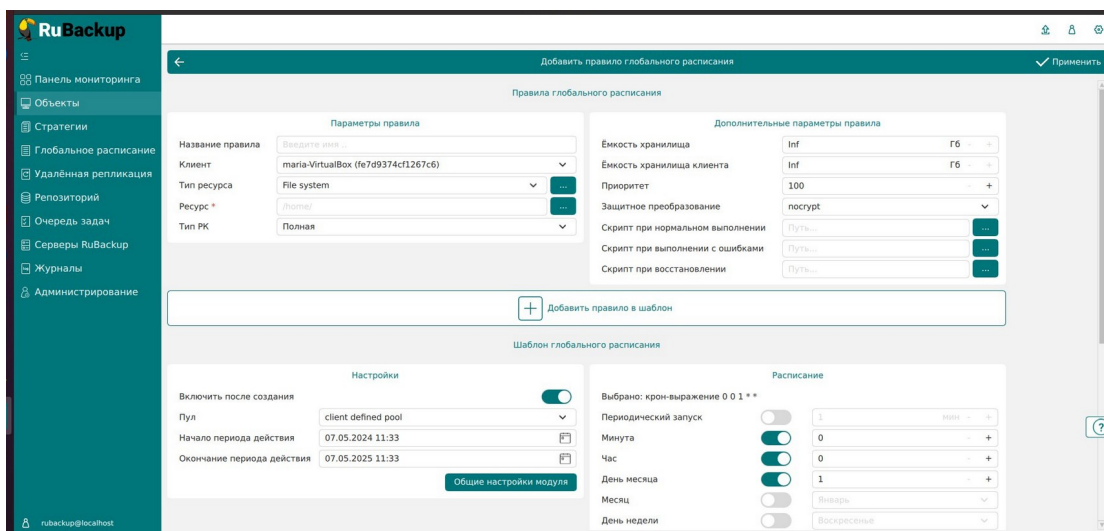 RuBackup
Панель мониторинга
Объекты
Стратегии
Глобальное расписание
Удалённая репликация
Репозиторий
Очередь задач
Серверы RuBackup
Журналы
Администрирование
rubackup@localhost
Добавить правило глобального расписания
Применить
Правила глобального расписания
Параметры правила
Название правила Введите имя ...
Клиент maria-VirtualBox (fe7d9374cf1267c6)
Тип ресурса File system ...
Ресурс * /home/ ...
Тип РК Полная
Дополнительные параметры правила
Ёмкость хранилища Inf Гб - +
Ёмкость хранилища клиента Inf Гб - +
Приоритет 100 - +
Защитное преобразование nocrypt
Скрипт при нормальном выполнении Путь... ...
Скрипт при выполнении с ошибками Путь... ...
Скрипт при восстановлении Путь... ...
+ Добавить правило в шаблон
Шаблон глобального расписания
Настройки
Включить после создания
Пул client defined pool
Начало периода действия 07.05.2024 11:33
Окончание периода действия 07.05.2025 11:33
Общие настройки модуля
Расписание
Выбрано: крон-выражение 0 0 1 * *
Периодический запуск 1 мин - +
Минута 0 - +
Час 0 - +
День месяца 1 - +
Месяц Январь
День недели Воскресенье
?